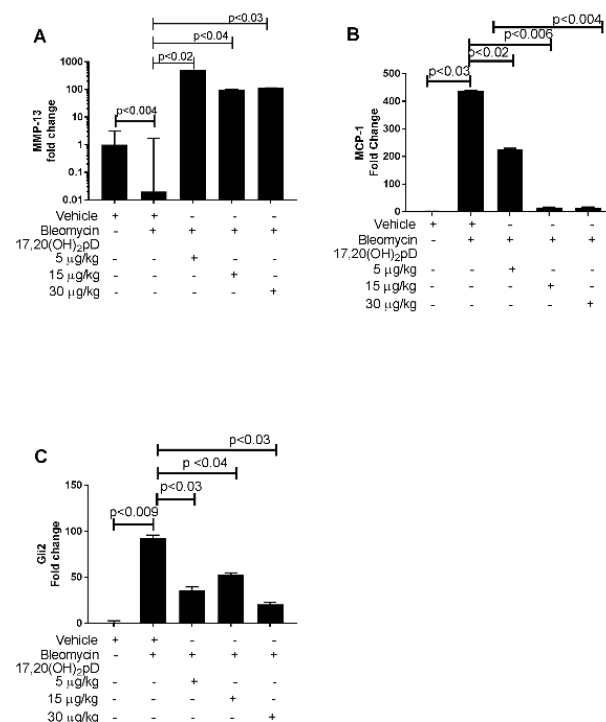 A
p<0.03
p<0.04
p<0.02
p<0.004
MMP-13
fold change
1000
100
10
1
0.1
0.01
Vehicle + + - - -
Bleomycin - + + + +
17,20(OH)2pD
5 µg/kg - - + - -
15 µg/kg - - - + -
30 µg/kg - - - - +
B
p<0.004
p<0.006
p<0.02
p<0.03
MCP-1
Fold Change
500
400
300
200
100
0
Vehicle + + - - -
Bleomycin - + + + +
17,20(OH)2pD
5 µg/kg - - + - -
15 µg/kg - - - + -
30 µg/kg - - - - +
C
p<0.03
p <0.04
p<0.03
p<0.009
Gli2
Fold change
150
100
50
0
Vehicle + + - - -
Bleomycin - + + + +
17,20(OH)2pD
5 µg/kg - - + - -
15 µg/kg - - - + -
30 µg/kg - - - - +